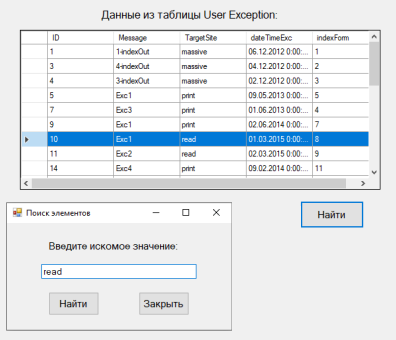 Данные из таблицы User Exception:
ID Message TargetSite dateTimeExc indexForm
1 1-indexOut massive 06.12.2012 0:00:... 1
3 4-indexOut massive 04.12.2012 0:00:... 2
4 3-indexOut massive 02.12.2012 0:00:... 3
5 Exc1 print 09.05.2013 0:00:... 5
7 Exc3 print 01.06.2013 0:00:... 4
9 Exc1 print 02.06.2014 0:00:... 7
10 Exc1 read 01.03.2015 0:00:... 8
11 Exc2 read 02.03.2015 0:00:... 9
14 Exc4 print 09.02.2014 0:00:... 11
Найти
Поиск элементов
Введите искомое значение:
read
Найти Закрыть